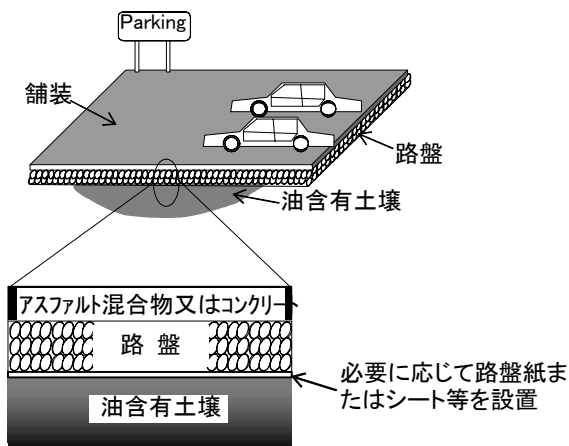 Parking
舗装
路盤
油含有土壌
アスファルト混合物又はコンクリート
路 盤
必要に応じて路盤紙ま
たはシート等を設置
油含有土壌